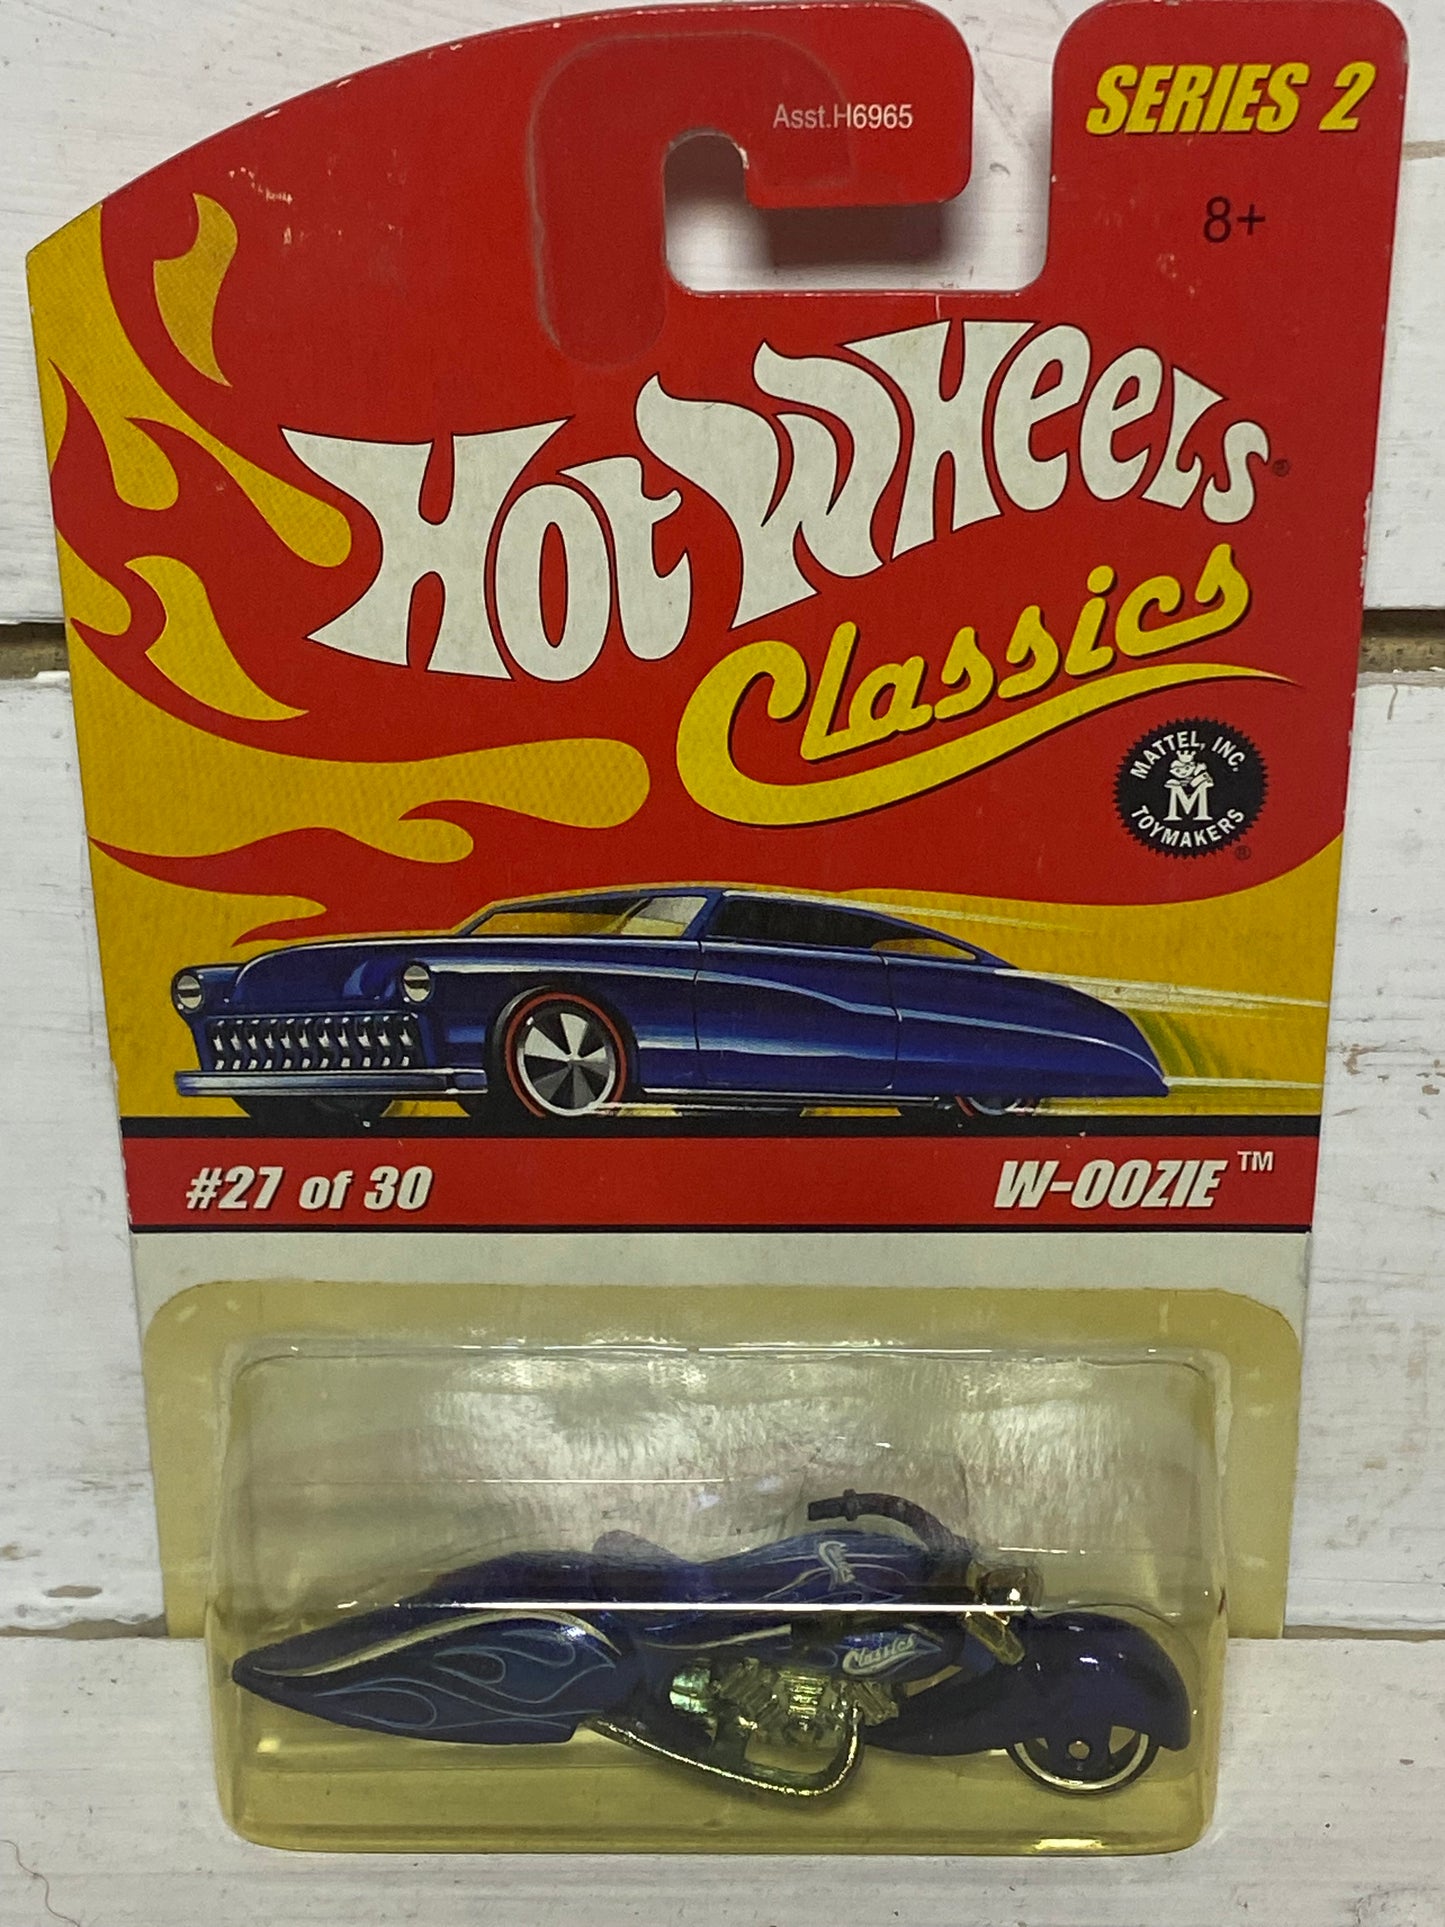 Asst.H6965
SERIES 2
8+
HOT WHEELS®
Classics
MATTEL, INC.
M
TOYMAKERS®
#27 of 30
W-OOZIE™
Classics